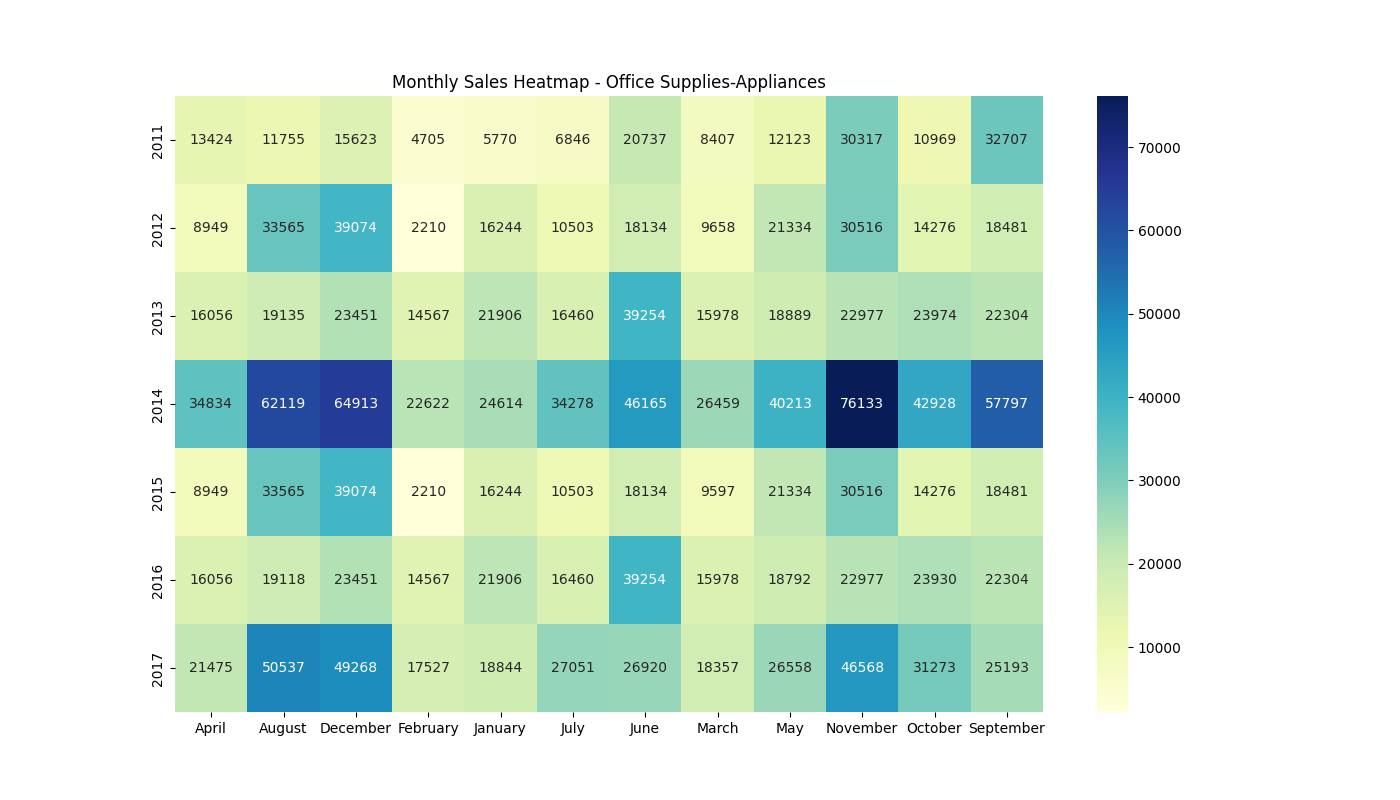 Monthly Sales Heatmap - Office Supplies-Appliances
2011 13424 11755 15623 4705 5770 6846 20737 8407 12123 30317 10969 32707
2012 8949 33565 39074 2210 16244 10503 18134 9658 21334 30516 14276 18481
2013 16056 19135 23451 14567 21906 16460 39254 15978 18889 22977 23974 22304
2014 34834 62119 64913 22622 24614 34278 46165 26459 40213 76133 42928 57797
2015 8949 33565 39074 2210 16244 10503 18134 9597 21334 30516 14276 18481
2016 16056 19118 23451 14567 21906 16460 39254 15978 18792 22977 23930 22304
2017 21475 50537 49268 17527 18844 27051 26920 18357 26558 46568 31273 25193
April August December February January July June March May November October September
70000
60000
50000
40000
30000
20000
10000